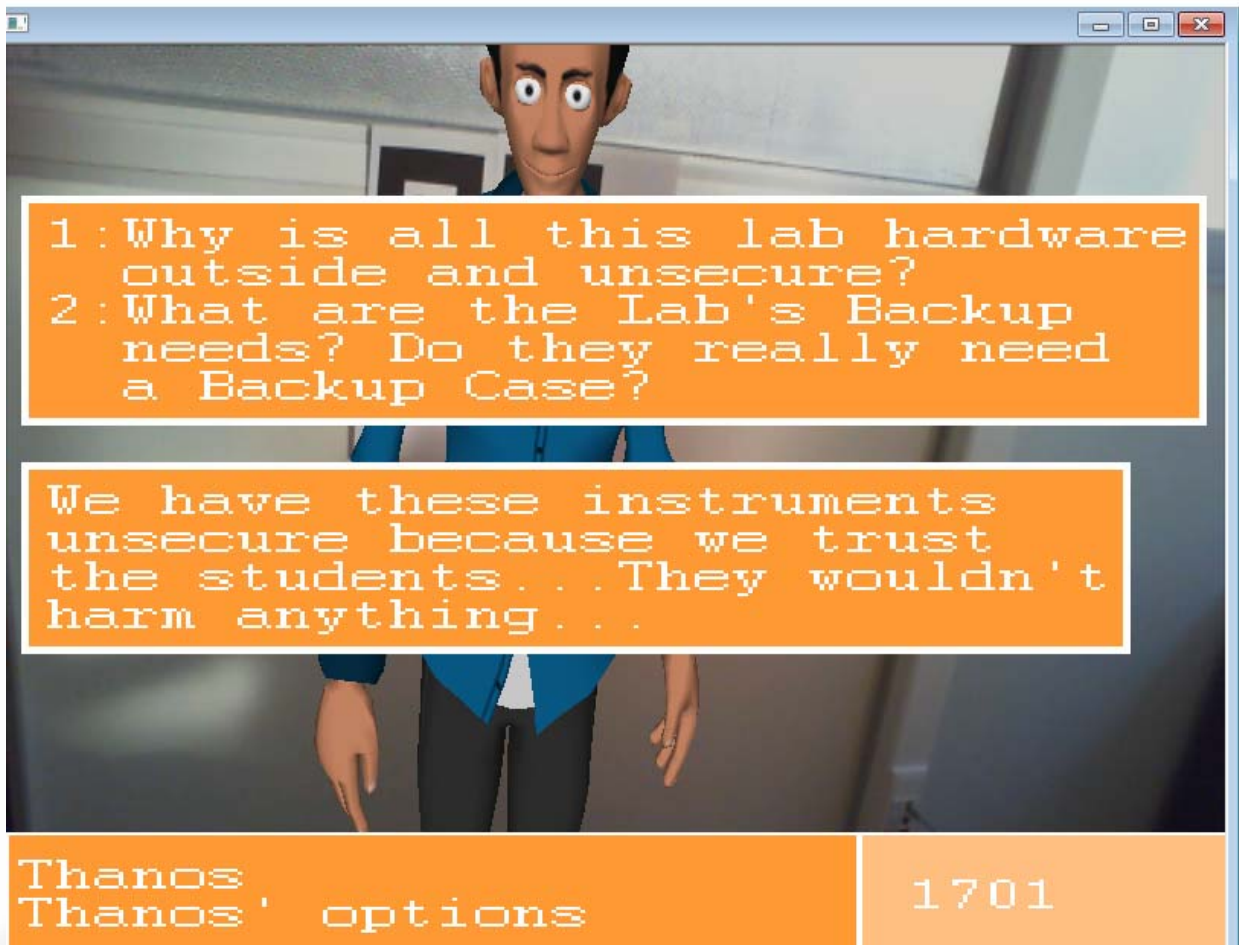 1:Why is all this lab hardware
outside and unsecure?
2:What are the Lab's Backup
needs? Do they really need
a Backup Case?
We have these instruments
unsecure because we trust
the students...They wouldn't
harm anything...
Thanos
Thanos' options
1701